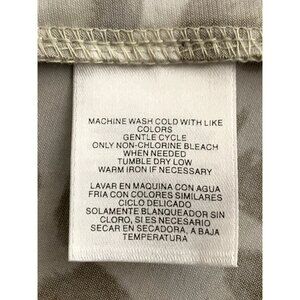 MACHINE WASH COLD WITH LIKE
COLORS
GENTLE CYCLE
ONLY NON-CHLORINE BLEACH
WHEN NEEDED
TUMBLE DRY LOW
WARM IRON IF NECESSARY
LAVAR EN MAQUINA CON AGUA
FRIA CON COLORES SIMILARES
CICLO DELICADO
SOLAMENTE BLANQUEADOR SIN
CLORO, SI ES NECESARIO
SECAR EN SECADORA, A BAJA
TEMPERATURA